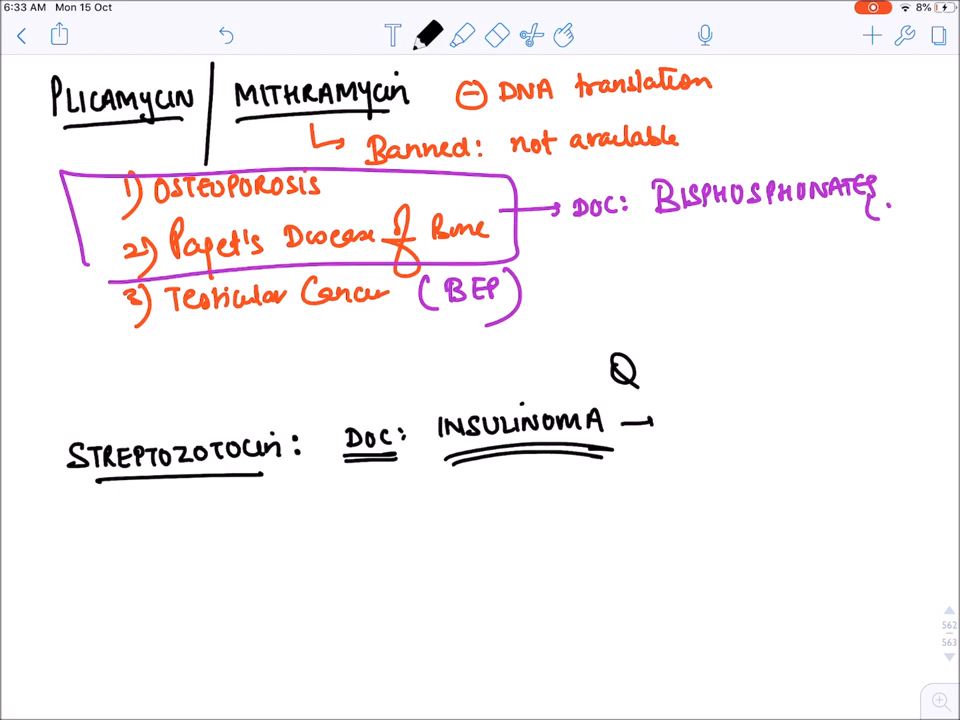 6:33 AM Mon 15 Oct
8%
PLICAMYCIN | MITHRAMYCIN ⊖ DNA translation
↳ Banned: not available
1) OSTEOPOROSIS
→ DOC: BISPHOSPHONATES.
2) Paget's Disease of Bone
3) Testicular Cancer (BEP)
Q
STREPTOZOTOCIN: DOC: INSULINOMA →
562
563